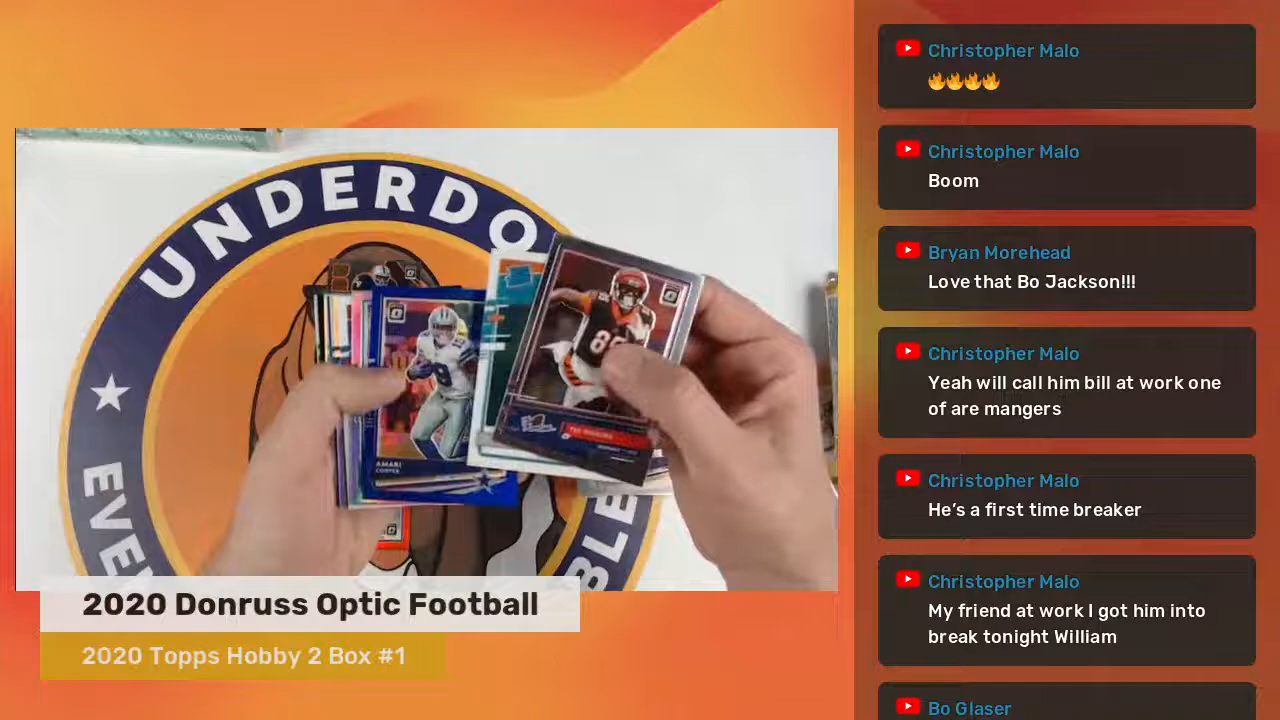 UNDERDO
EVE
BLE
AMARI
COOPER
2020 Donruss Optic Football
2020 Topps Hobby 2 Box #1
Christopher Malo
🔥🔥🔥🔥
Christopher Malo
Boom
Bryan Morehead
Love that Bo Jackson!!!
Christopher Malo
Yeah will call him bill at work one
of are mangers
Christopher Malo
He’s a first time breaker
Christopher Malo
My friend at work I got him into
break tonight William
Bo Glaser